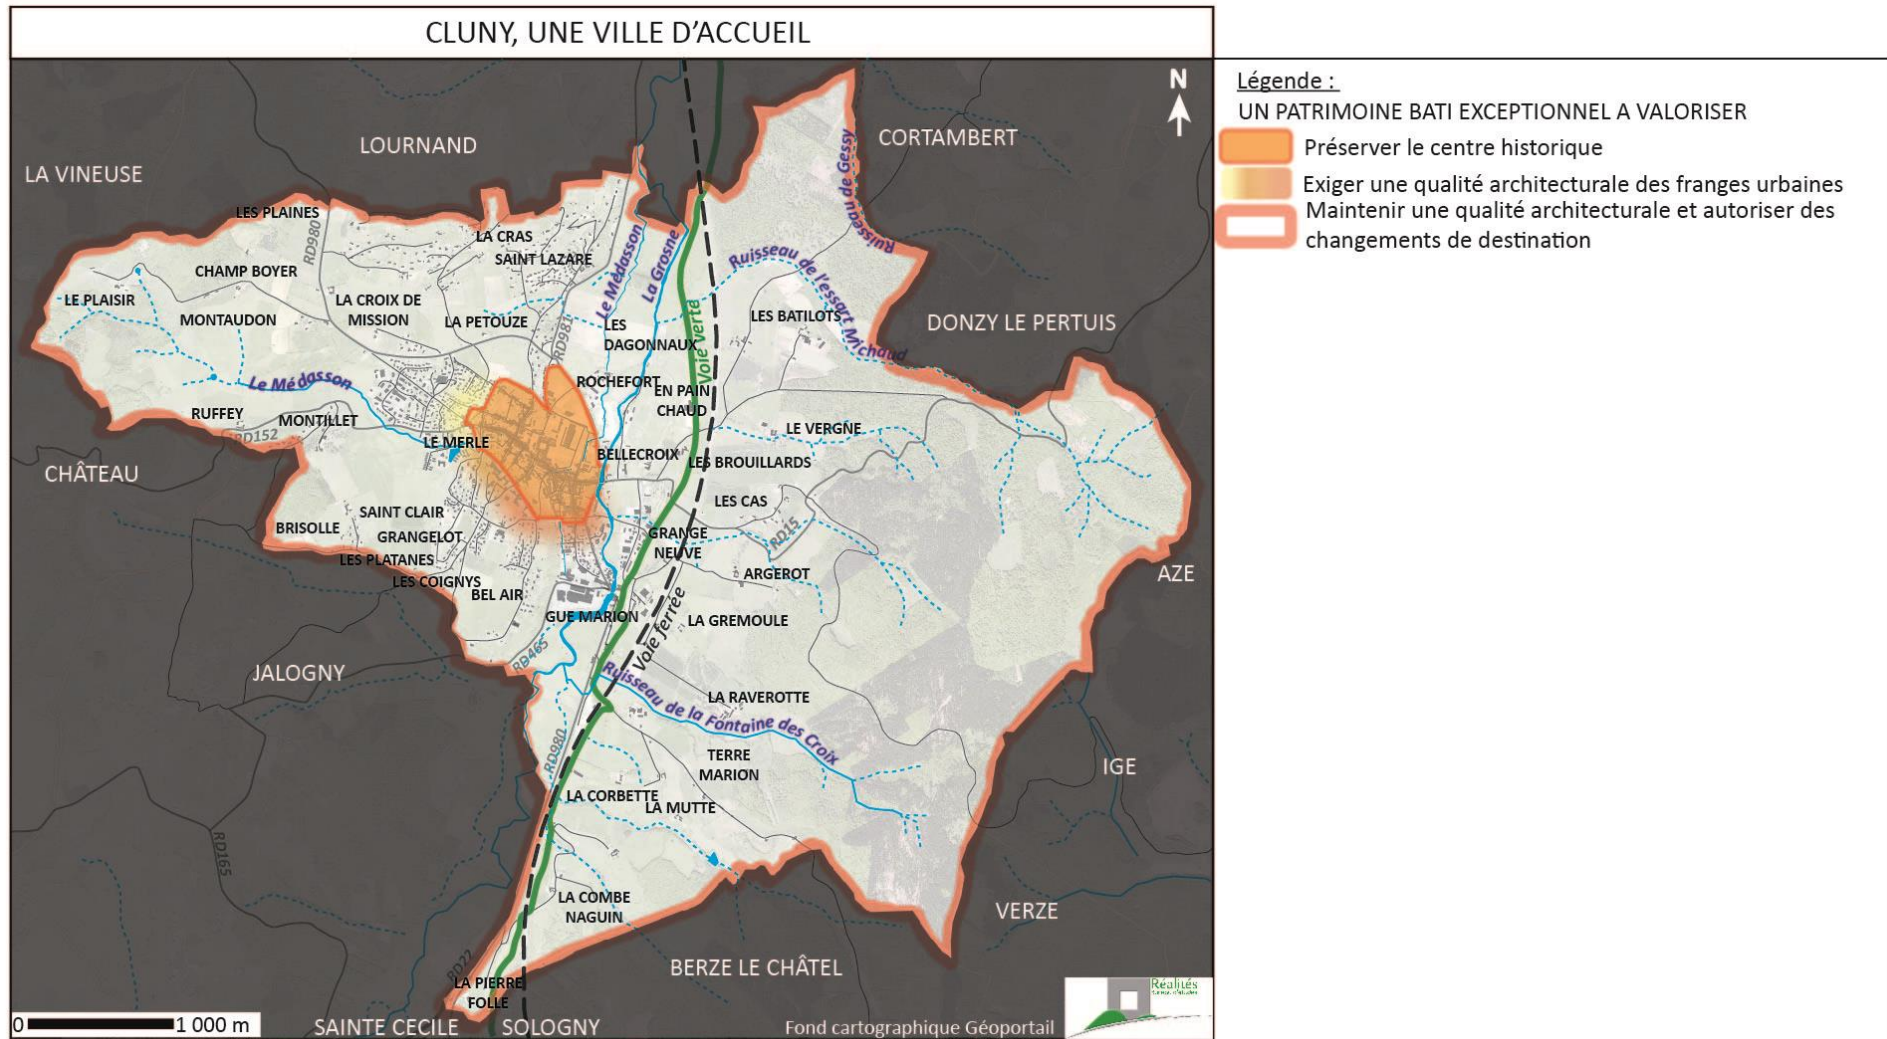 CLUNY, UNE VILLE D'ACCUEIL
Légende :
UN PATRIMOINE BATI EXCEPTIONNEL A VALORISER
Préserver le centre historique
Exiger une qualité architecturale des franges urbaines
Maintenir une qualité architecturale et autoriser des
changements de destination
N
LOURNAND
CORTAMBERT
LA VINEUSE
Ruisseau de Gessy
LES PLAINES
RD980
LA CRAS
SAINT LAZARE
Le Médasson
La Grosne
Ruisseau de l'essart Michaud
CHAMP BOYER
LE PLAISIR
MONTAUDON
LA CROIX DE
MISSION
LA PETOUZE
RD981
LES
DAGONNAUX
Voie verte
LES BATILOTS
DONZY LE PERTUIS
Le Médasson
ROCHEFORT
EN PAIN
CHAUD
RUFFEY
MONTILLET
RD152
LE MERLE
LE VERGNE
BELLECROIX
LES BROUILLARDS
CHÂTEAU
LES CAS
SAINT CLAIR
BRISOLLE
GRANGELOT
GRANGE
NEUVE
RD15
LES PLATANES
LES COIGNYS
BEL AIR
ARGEROT
AZE
GUE MARION
LA GREMOULE
Voie ferrée
RD465
JALOGNY
Ruisseau de la Fontaine des Croix
LA RAVEROTTE
RD980
TERRE
MARION
IGE
LA CORBETTE
LA MUTTE
RD165
LA COMBE
NAGUIN
VERZE
RD22
BERZE LE CHÂTEL
LA PIERRE
FOLLE
Réalités
0
1 000 m
SAINTE CECILE
SOLOGNY
Fond cartographique Géoportail